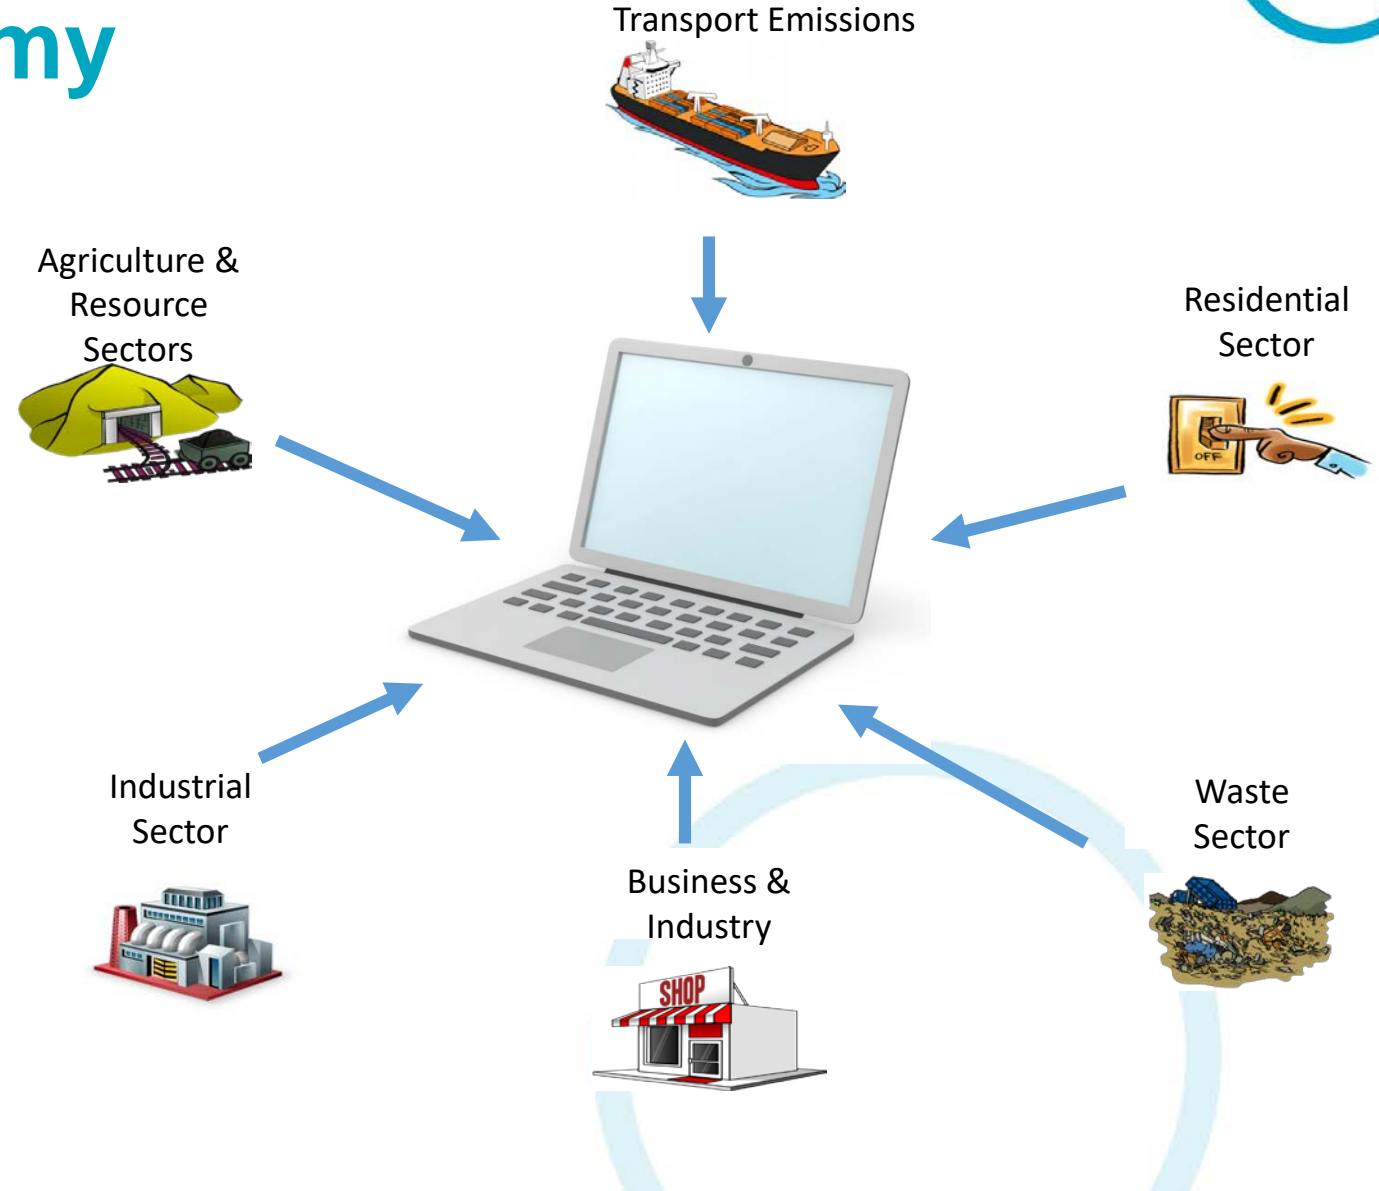 my
Transport Emissions
Agriculture &
Resource
Sectors
Residential
Sector
OFF
Industrial
Sector
Business &
Industry
SHOP
Waste
Sector